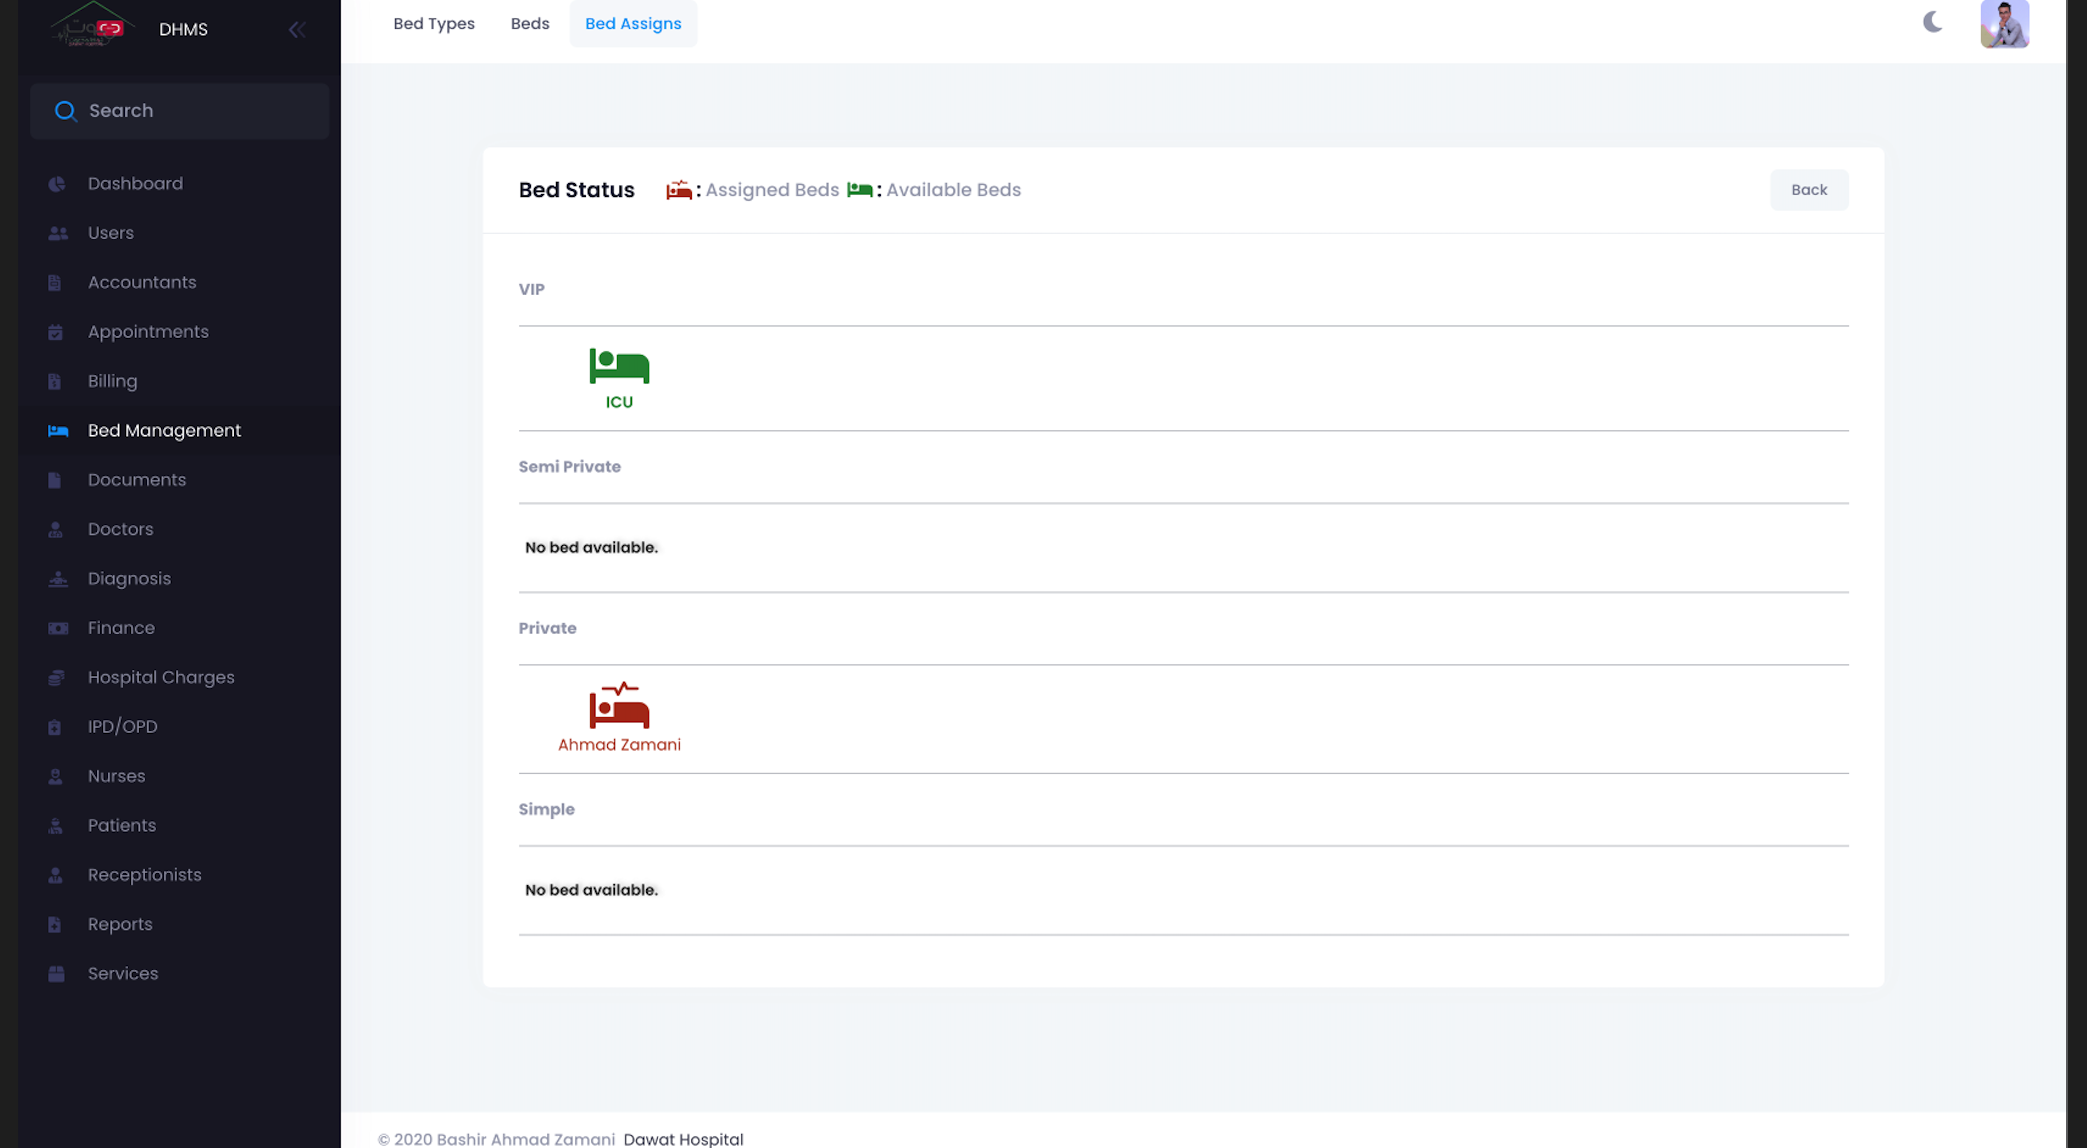 DHMS
Bed Types Beds Bed Assigns
Search
Dashboard
Users
Accountants
Appointments
Billing
Bed Management
Documents
Doctors
Diagnosis
Finance
Hospital Charges
IPD/OPD
Nurses
Patients
Receptionists
Reports
Services
Bed Status : Assigned Beds : Available Beds
Back
VIP
ICU
Semi Private
No bed available.
Private
Ahmad Zamani
Simple
No bed available.
© 2020 Bashir Ahmad Zamani Dawat Hospital